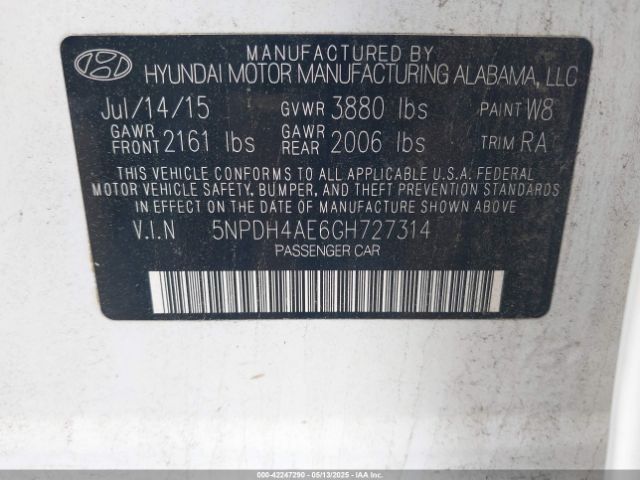 MANUFACTURED BY
HYUNDAI MOTOR MANUFACTURING ALABAMA, LLC
Jul/14/15 GVWR 3880 lbs PAINT W8
GAWR FRONT 2161 lbs GAWR REAR 2006 lbs TRIM RA
THIS VEHICLE CONFORMS TO ALL APPLICABLE U.S.A. FEDERAL
MOTOR VEHICLE SAFETY, BUMPER, AND THEFT PREVENTION STANDARDS
IN EFFECT ON THE DATE OF MANUFACTURE SHOWN ABOVE.
V.I.N 5NPDH4AE6GH727314
PASSENGER CAR
000-42247290 — 05/13/2025 — IAAI.COM